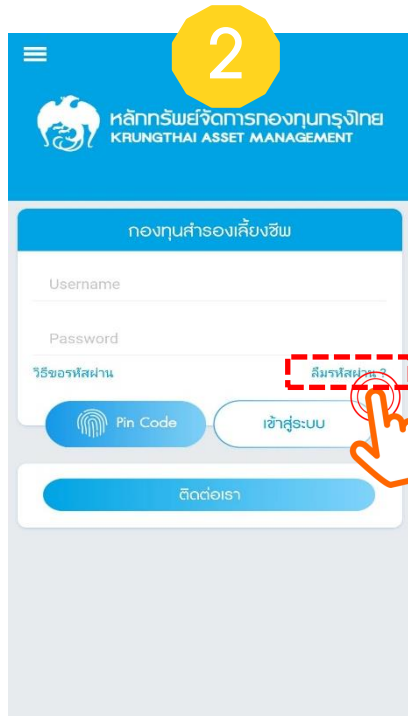 2
หลักทรัพย์จัดการกองทุนกรุงไทย
KRUNGTHAI ASSET MANAGEMENT
กองทุนสำรองเลี้ยงชีพ
Username
Password
วิธีขอรหัสผ่าน
ลืมรหัสผ่าน ?
Pin Code
เข้าสู่ระบบ
ติดต่อเรา